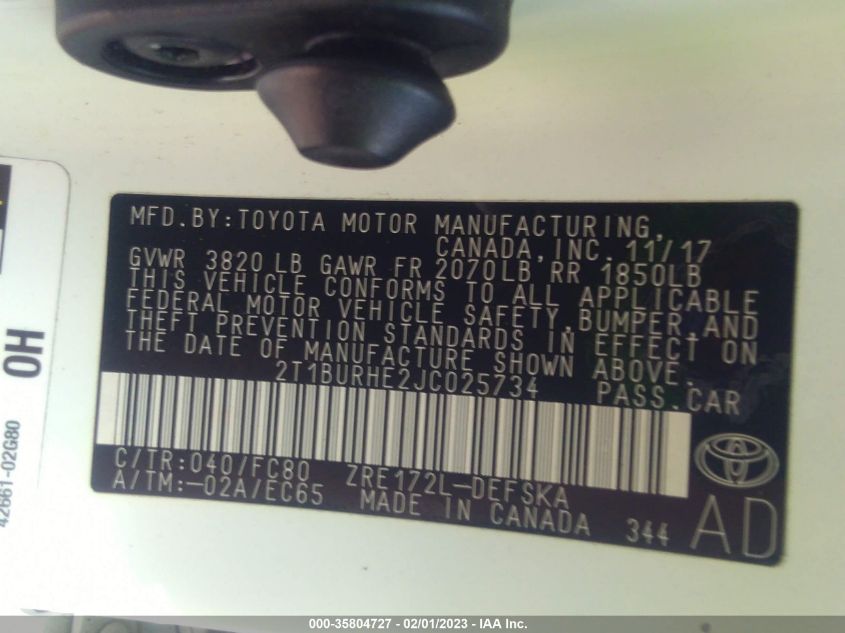 MFD.BY:TOYOTA MOTOR MANUFACTURING,
CANADA,INC. 11/17
GVWR 3820 LB GAWR FR 2070LB RR 1850LB
THIS VEHICLE CONFORMS TO ALL APPLICABLE
FEDERAL MOTOR VEHICLE SAFETY,BUMPER,AND
THEFT PREVENTION STANDARDS IN EFFECT ON
THE DATE OF MANUFACTURE SHOWN ABOVE.
2T1BURHE2JC025734 PASS.CAR
C/TR:040/FC80 ZRE172L-DEFSKA
A/TM:-02A/EC65 MADE IN CANADA 344 AD
OH
42661-02G80
000-35804727 - 02/01/2023 - IAA Inc.